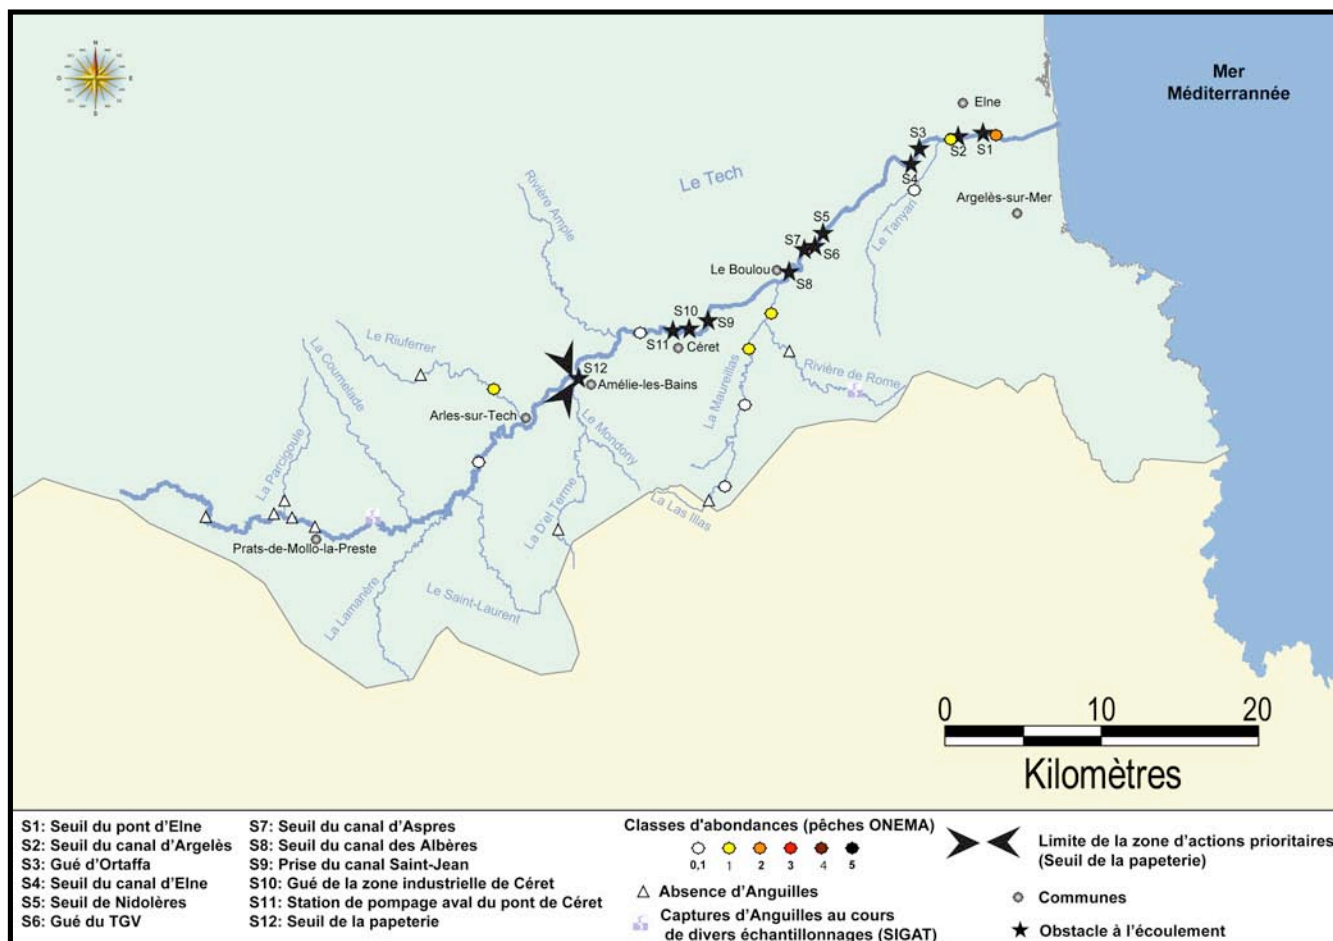 N
O
E
S
Mer
Méditerrannée
Elne
S3
S2
S1
S4
Le Tech
Rivière Ample
Argelès-sur-Mer
Le Tanyari
S5
S7
S6
Le Boulou
S8
S10
S9
S11
Céret
Le Riuferrer
La Coumelade
S12
Amélie-les-Bains
Rivière de Rome
La Maureillas
Arles-sur-Tech
Le Mondony
La Parcigoule
La D'el Terme
La Las Illas
Prats-de-Mollo-la-Preste
La Lamanère
Le Saint-Laurent
0 10 20
Kilomètres
S1: Seuil du pont d'Elne
S2: Seuil du canal d'Argelès
S3: Gué d'Ortaffa
S4: Seuil du canal d'Elne
S5: Seuil de Nidolères
S6: Gué du TGV
S7: Seuil du canal d'Aspres
S8: Seuil du canal des Albères
S9: Prise du canal Saint-Jean
S10: Gué de la zone industrielle de Céret
S11: Station de pompage aval du pont de Céret
S12: Seuil de la papeterie
Classes d'abondances (pêches ONEMA)
0,1 1 2 3 4 5
Absence d'Anguilles
Captures d'Anguilles au cours
de divers échantillonnages (SIGAT)
Limite de la zone d'actions prioritaires
(Seuil de la papeterie)
Communes
Obstacle à l'écoulement